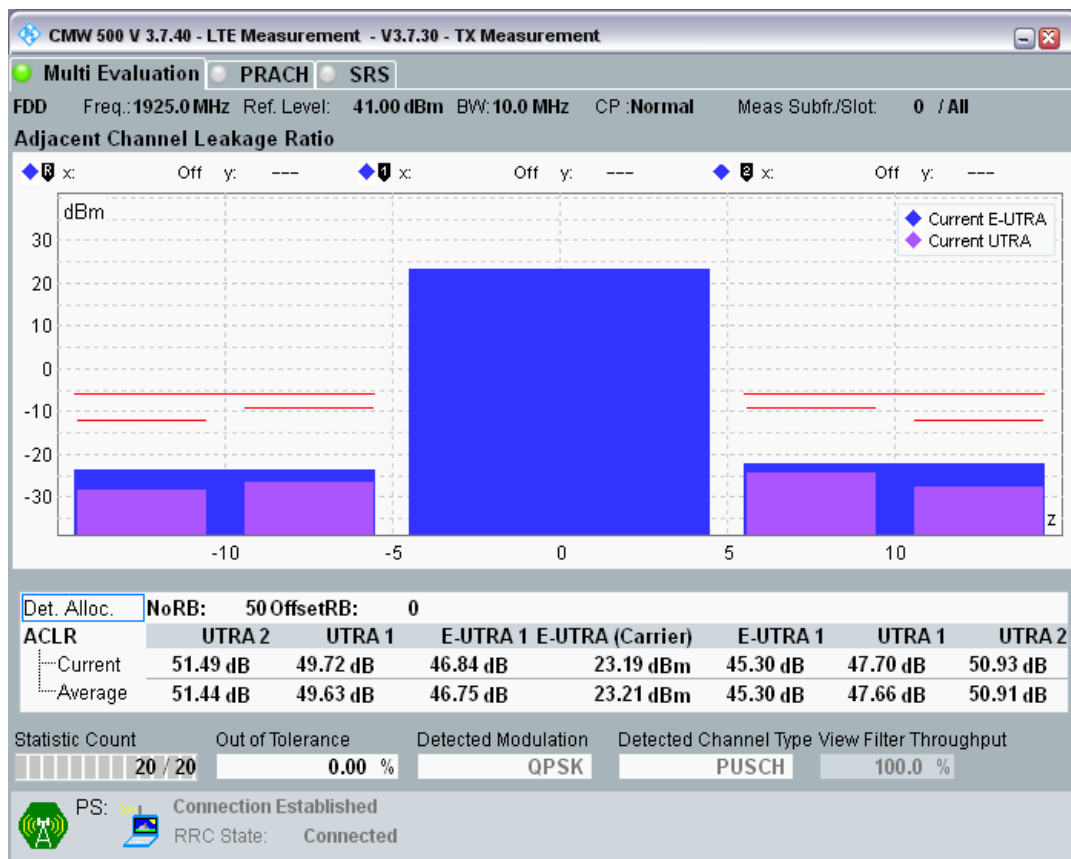 CMW 500 V 3.7.40 - LTE Measurement - V3.7.30 - TX Measurement
Multi Evaluation PRACH SRS
FDD Freq.:1925.0 MHz Ref. Level: 41.00 dBm BW:10.0 MHz CP :Normal Meas Subfr./Slot: 0 / All
Adjacent Channel Leakage Ratio
R x: Off y: --- 1 x: Off y: --- 2 x: Off y: ---
dBm
Current E-UTRA
Current UTRA
30
20
10
0
-10
-20
-30
z
-10 -5 0 5 10
Det. Alloc. NoRB: 50 OffsetRB: 0
ACLR UTRA 2 UTRA 1 E-UTRA 1 E-UTRA (Carrier) E-UTRA 1 UTRA 1 UTRA 2
Current 51.49 dB 49.72 dB 46.84 dB 23.19 dBm 45.30 dB 47.70 dB 50.93 dB
Average 51.44 dB 49.63 dB 46.75 dB 23.21 dBm 45.30 dB 47.66 dB 50.91 dB
Statistic Count Out of Tolerance Detected Modulation Detected Channel Type View Filter Throughput
20 / 20 0.00 % QPSK PUSCH 100.0 %
PS: Connection Established
RRC State: Connected